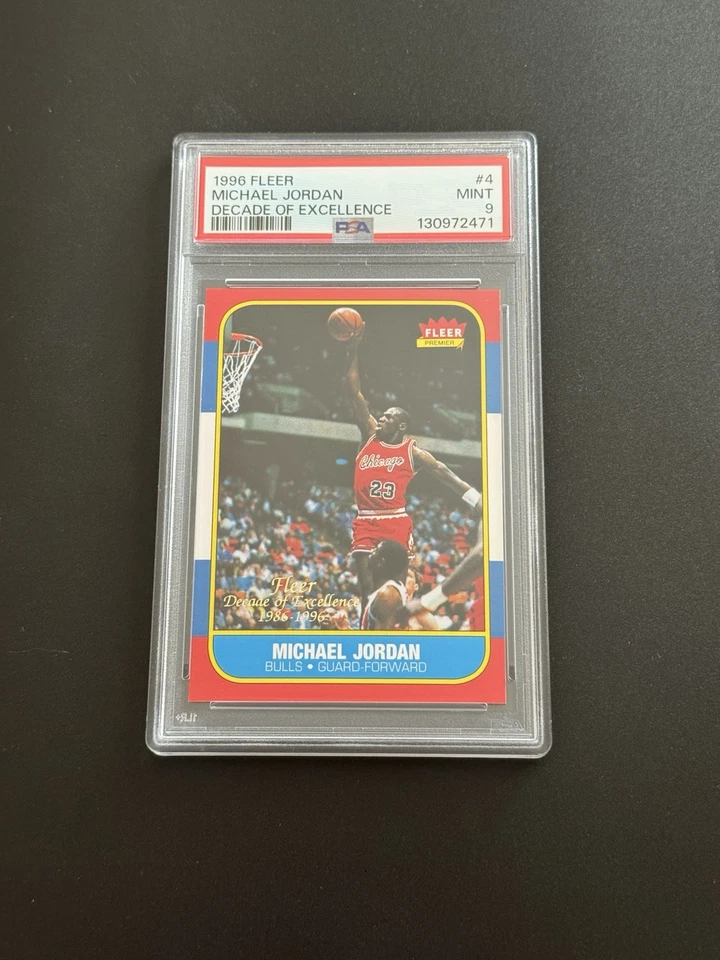 1996 FLEER #4
MICHAEL JORDAN MINT
DECADE OF EXCELLENCE 9
PSA 130972471
FLEER
PREMIER
Chicago
23
Fleer
Decade of Excellence
1986-1996
MICHAEL JORDAN
BULLS • GUARD-FORWARD